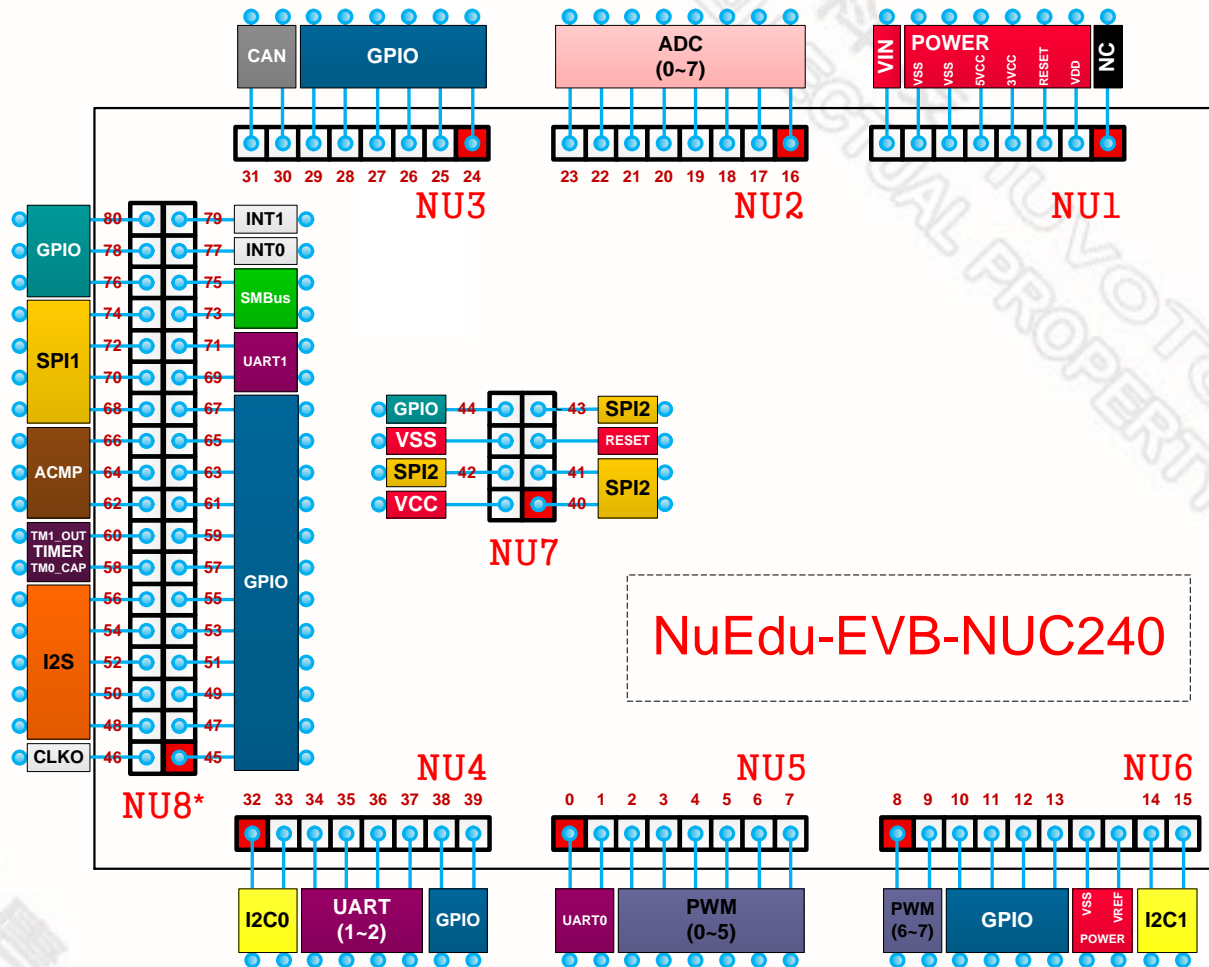 CAN GPIO
ADC
(0~7)
VIN POWER NC
VSS VSS 5VCC 3VCC RESET VDD
31 30 29 28 27 26 25 24
23 22 21 20 19 18 17 16
NU3 NU2 NU1
80 79 INT1
GPIO 78 77 INT0
76 75
SMBus
74 73
72 71
SPI1 UART1
70 69
68 67
66 65
ACMP 64 63
62 61
TM1_OUT 60 59
TIMER
TM0_CAP 58 57
GPIO
56 55
54 53
I2S 52 51
50 49
48 47
CLKO 46 45
NU8*
GPIO 44 43 SPI2
VSS RESET
SPI2 42 41
SPI2
VCC 40
NU7
NuEdu-EVB-NUC240
NU4 NU5 NU6
32 33 34 35 36 37 38 39
0 1 2 3 4 5 6 7
8 9 10 11 12 13 14 15
I2C0 UART
(1~2) GPIO
UART0 PWM
(0~5)
PWM
(6~7) GPIO
VSS VREF
POWER
I2C1